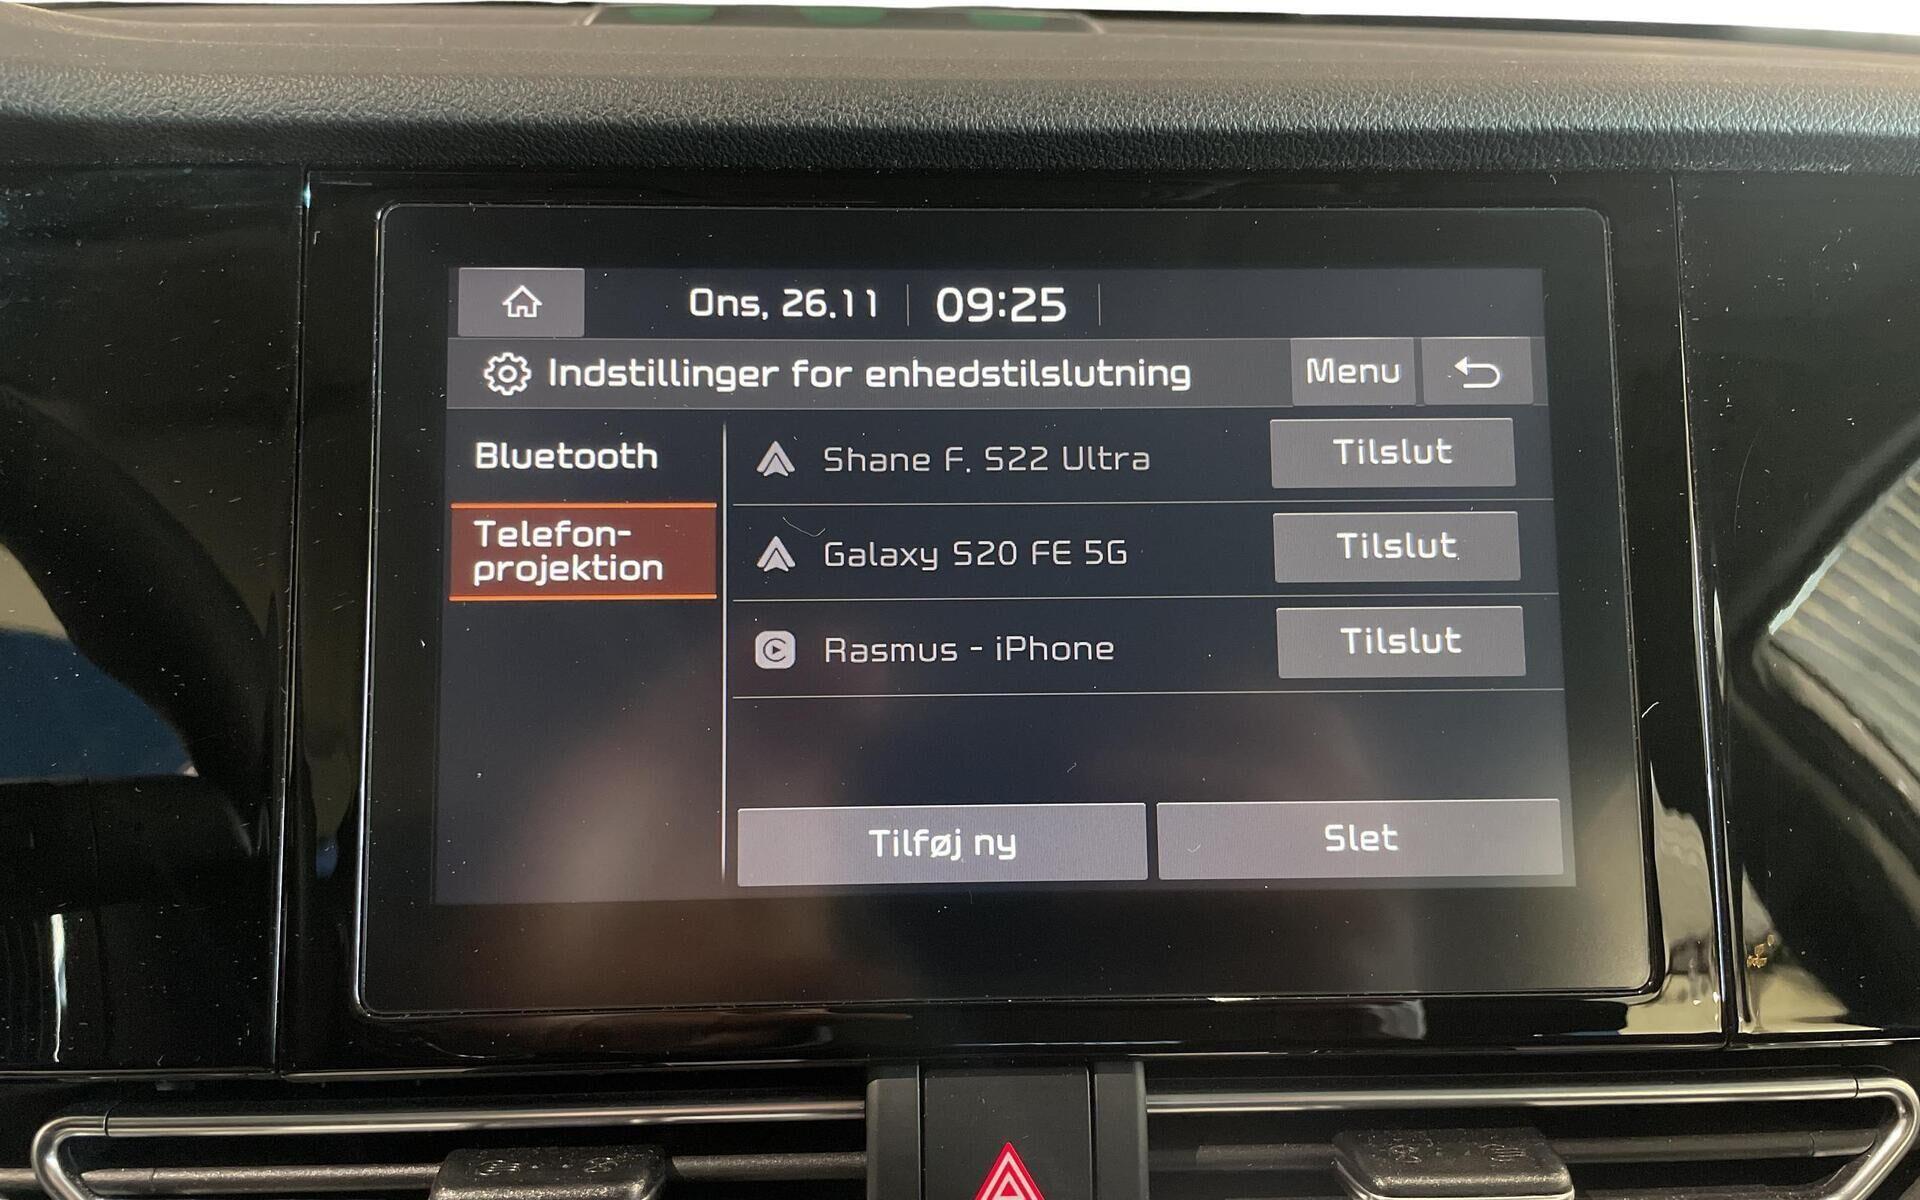 Ons, 26.11 09:25
Indstillinger for enhedstilslutning Menu
Bluetooth
Telefon-
projektion
Shane F. S22 Ultra Tilslut
Galaxy S20 FE 5G Tilslut
Rasmus - iPhone Tilslut
Tilføj ny Slet